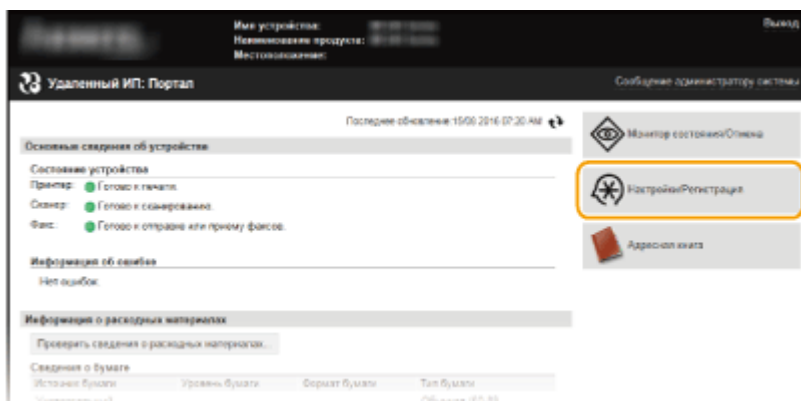 Имя устройства:
Наименование продукта:
Местоположение:
Выход
Удаленный ИП: Портал
Сообщение администратору системы
Последнее обновление: 15/08 2016 07:20 AM
Основные сведения об устройстве
Состояние устройства
Принтер: Готово к печати.
Сканер: Готово к сканированию.
Факс: Готово к отправке или приему факсов.
Информация об ошибке
Нет ошибок.
Информация о расходных материалах
Проверить сведения о расходных материалах...
Сведения о бумаге
Источник бумаги Уровень бумаги Формат бумаги Тип бумаги
Монитор состояния/Отмена
Настройки/Регистрация
Адресная книга